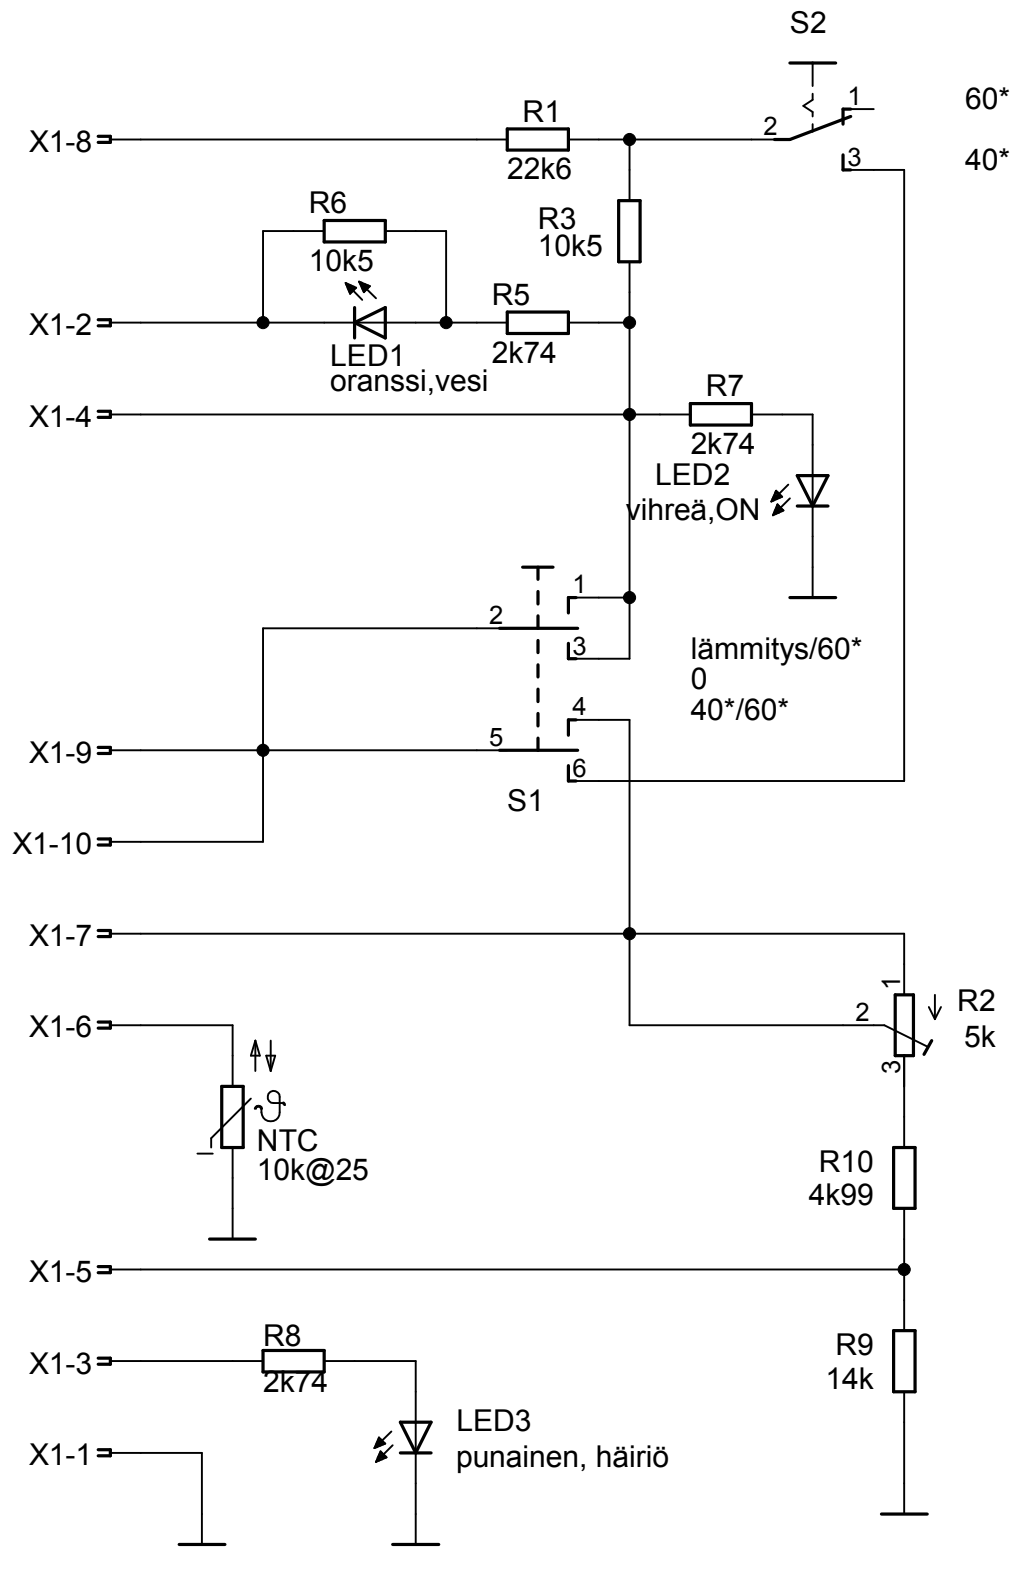 S2
1
60*
R1
2
X1-8
22k6
3
40*
R6
R3
10k5
10k5
R5
X1-2
LED1
2k74
oranssi,vesi
R7
X1-4
2k74
LED2
vihreä,ON
1
2
3
lämmitys/60*
0
40*/60*
4
5
X1-9
6
S1
X1-10
X1-7
1
R2
2
5k
X1-6
3
NTC
10k@25
R10
4k99
X1-5
R8
R9
X1-3
2k74
14k
LED3
X1-1
punainen, häiriö